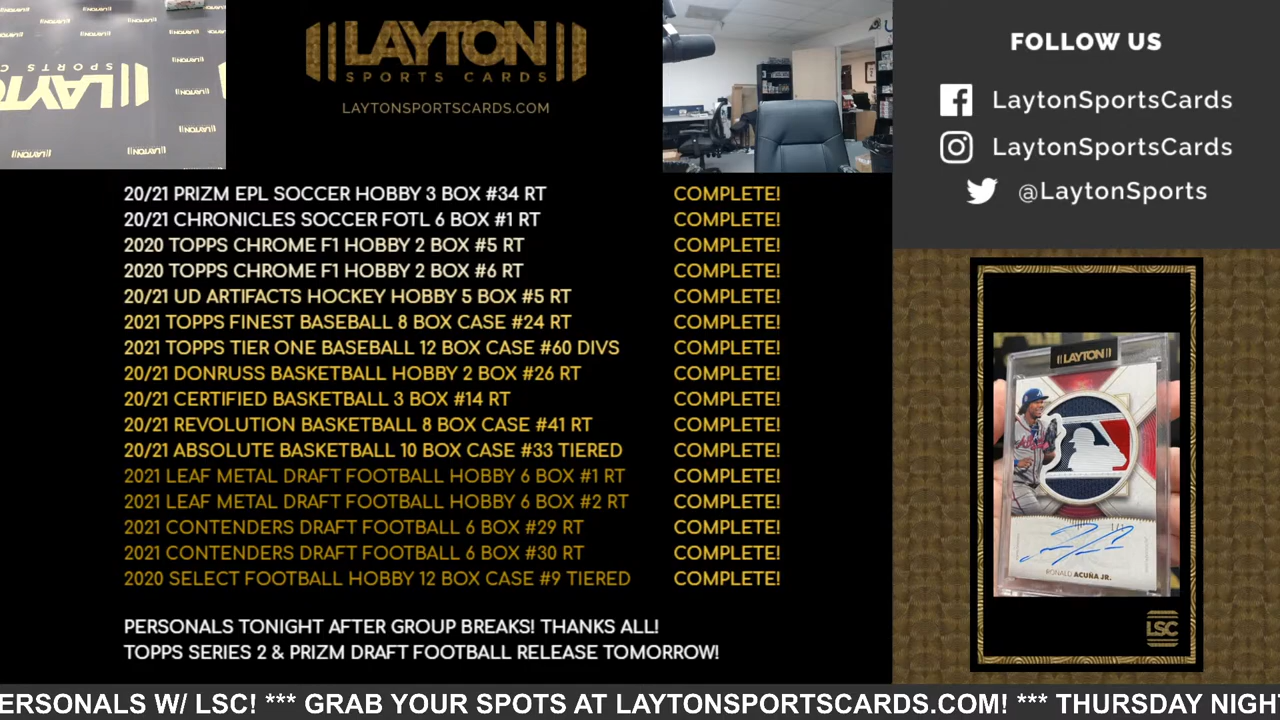 LAYTON
SPORTS CARDS
LAYTONSPORTSCARDS.COM
FOLLOW US
LaytonSportsCards
LaytonSportsCards
@LaytonSports
20/21 PRIZM EPL SOCCER HOBBY 3 BOX #34 RT COMPLETE!
20/21 CHRONICLES SOCCER FOTL 6 BOX #1 RT COMPLETE!
2020 TOPPS CHROME F1 HOBBY 2 BOX #5 RT COMPLETE!
2020 TOPPS CHROME F1 HOBBY 2 BOX #6 RT COMPLETE!
20/21 UD ARTIFACTS HOCKEY HOBBY 5 BOX #5 RT COMPLETE!
2021 TOPPS FINEST BASEBALL 8 BOX CASE #24 RT COMPLETE!
2021 TOPPS TIER ONE BASEBALL 12 BOX CASE #60 DIVS COMPLETE!
20/21 DONRUSS BASKETBALL HOBBY 2 BOX #26 RT COMPLETE!
20/21 CERTIFIED BASKETBALL 3 BOX #14 RT COMPLETE!
20/21 REVOLUTION BASKETBALL 8 BOX CASE #41 RT COMPLETE!
20/21 ABSOLUTE BASKETBALL 10 BOX CASE #33 TIERED COMPLETE!
2021 LEAF METAL DRAFT FOOTBALL HOBBY 6 BOX #1 RT COMPLETE!
2021 LEAF METAL DRAFT FOOTBALL HOBBY 6 BOX #2 RT COMPLETE!
2021 CONTENDERS DRAFT FOOTBALL 6 BOX #29 RT COMPLETE!
2021 CONTENDERS DRAFT FOOTBALL 6 BOX #30 RT COMPLETE!
2020 SELECT FOOTBALL HOBBY 12 BOX CASE #9 TIERED COMPLETE!
PERSONALS TONIGHT AFTER GROUP BREAKS! THANKS ALL!
TOPPS SERIES 2 & PRIZM DRAFT FOOTBALL RELEASE TOMORROW!
LAYTON
1/1
RONALD ACUÑA JR.
LSC
ERSONALS W/ LSC! *** GRAB YOUR SPOTS AT LAYTONSPORTSCARDS.COM! *** THURSDAY NIGH